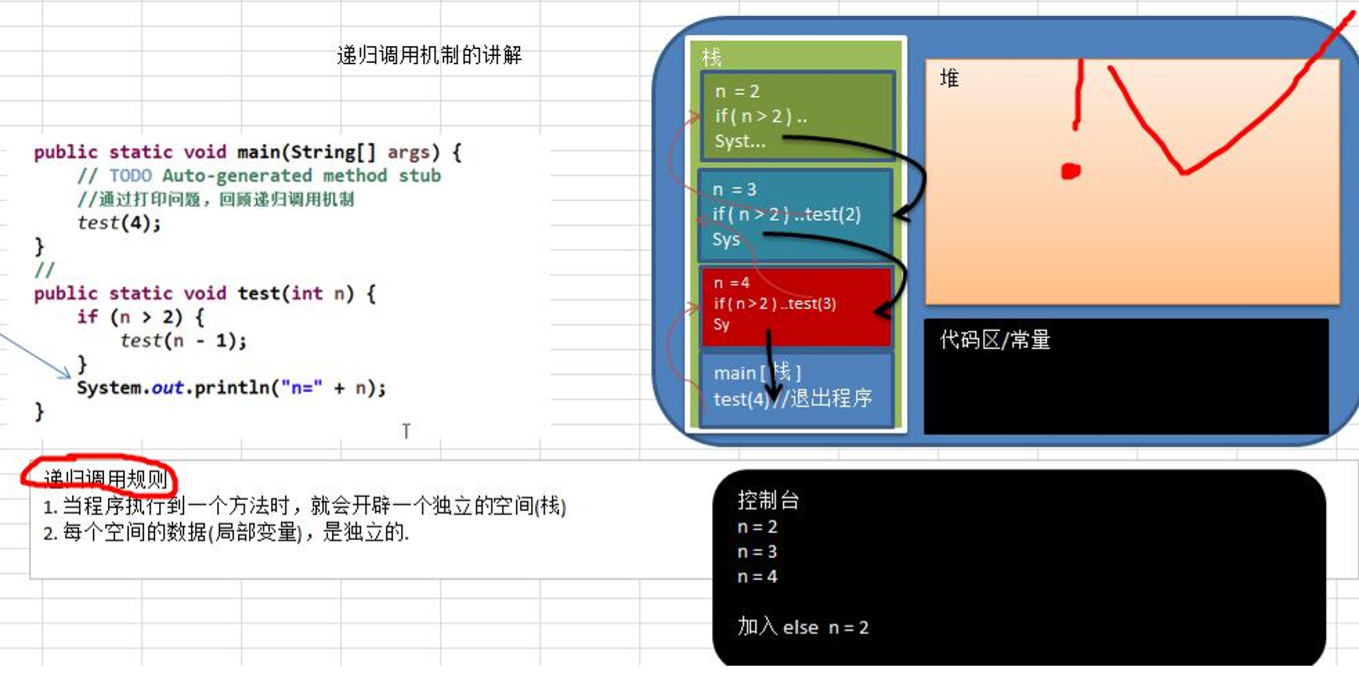 递归调用机制的讲解
public static void main(String[] args) {
// TODO Auto-generated method stub
//通过打印问题，回顾递归调用机制
test(4);
}
//
public static void test(int n) {
if (n > 2) {
test(n - 1);
}
System.out.println("n=" + n);
}
栈
n = 2
if( n > 2 ) ..
Syst...
n = 3
if( n > 2 ) ..test(2)
Sys
n =4
if( n > 2 ) ..test(3)
Sy
main [ 栈 ]
test(4)//退出程序
堆
代码区/常量
递归调用规则
1. 当程序执行到一个方法时，就会开辟一个独立的空间(栈)
2. 每个空间的数据(局部变量)，是独立的.
控制台
n = 2
n = 3
n = 4
加入 else n = 2